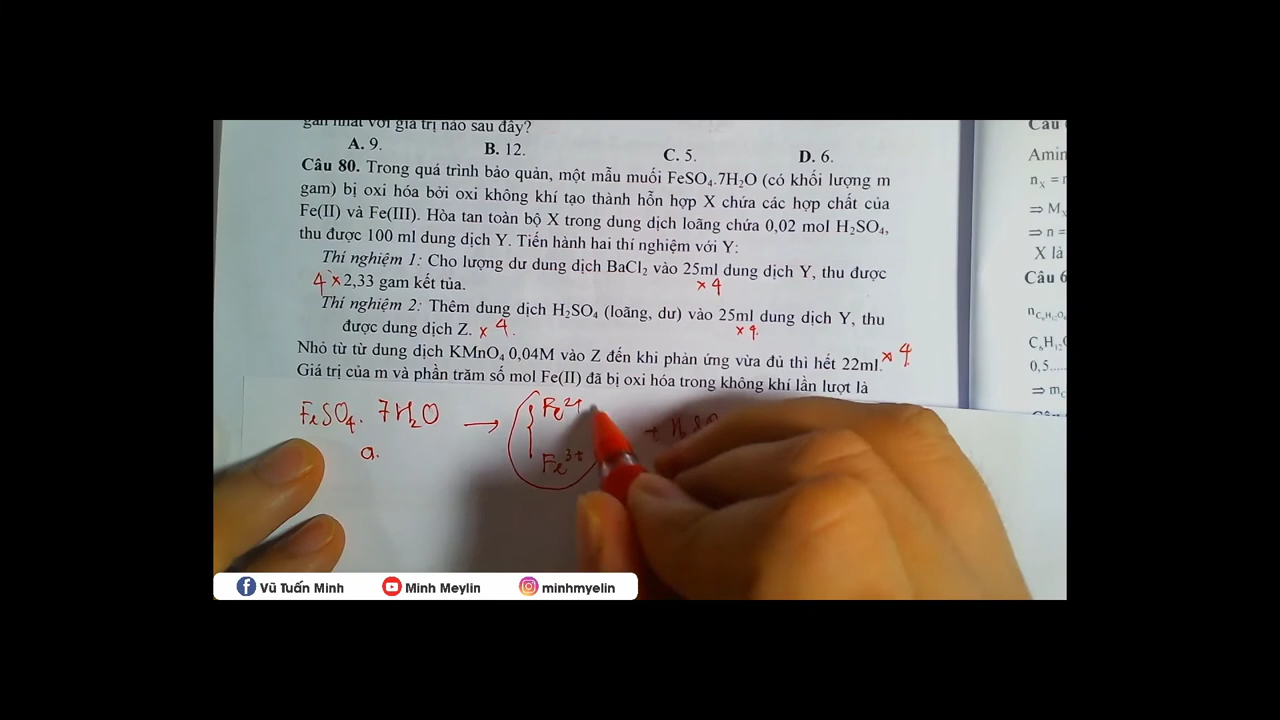 gần nhất với giá trị nào sau đây?
A. 9. B. 12. C. 5. D. 6.
Câu 80. Trong quá trình bảo quản, một mẫu muối FeSO₄.7H₂O (có khối lượng m
gam) bị oxi hóa bởi oxi không khí tạo thành hỗn hợp X chứa các hợp chất của
Fe(II) và Fe(III). Hòa tan toàn bộ X trong dung dịch loãng chứa 0,02 mol H₂SO₄,
thu được 100 ml dung dịch Y. Tiến hành hai thí nghiệm với Y:
Thí nghiệm 1: Cho lượng dư dung dịch BaCl₂ vào 25ml dung dịch Y, thu được
× 4
4 × 2,33 gam kết tủa.
Thí nghiệm 2: Thêm dung dịch H₂SO₄ (loãng, dư) vào 25ml dung dịch Y, thu
× 4.
được dung dịch Z. × 4.
Nhỏ từ từ dung dịch KMnO₄ 0,04M vào Z đến khi phản ứng vừa đủ thì hết 22ml. × 4
Giá trị của m và phần trăm số mol Fe(II) đã bị oxi hóa trong không khí lần lượt là
FeSO₄. 7H₂O → { Fe²⁺
Fe³⁺
a.
Câu
Amin
n_X =
⇒ M_X
⇒ n =
X là
Câu 6
C₆H₁₂
0,5.....
Vũ Tuấn Minh Minh Meylin minhmyelin